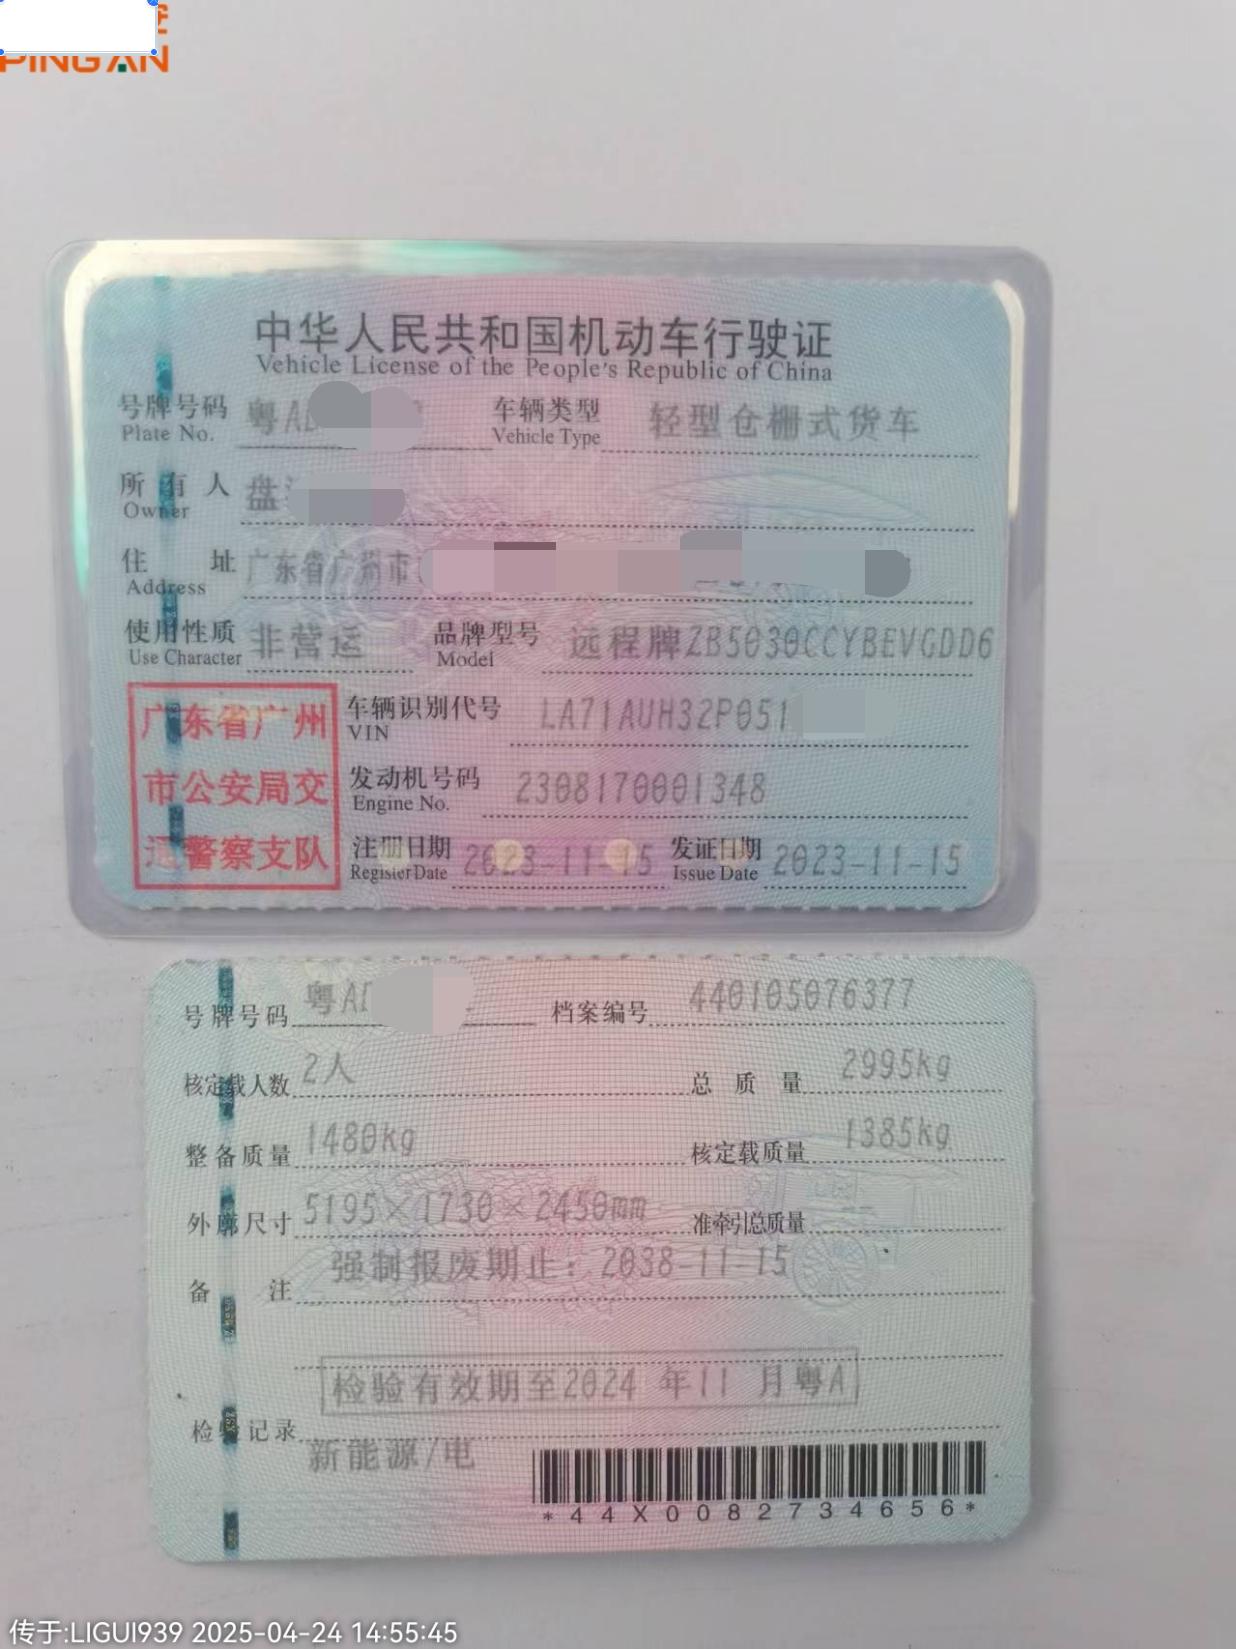 PING AN
中华人民共和国机动车行驶证
Vehicle License of the People's Republic of China
号牌号码 粤A 车辆类型 轻型仓栅式货车
Plate No. Vehicle Type
所有人 盘
Owner
住址 广东省广州市
Address
使用性质 非营运 品牌型号 远程牌ZB5030CCYBEVGDD6
Use Character Model
广东省广州
市公安局交
通警察支队
车辆识别代号 LA71AUH32P051
VIN
发动机号码 2308170001348
Engine No.
注册日期 2023-11-15 发证日期 2023-11-15
Register Date Issue Date
号牌号码 粤A 档案编号 440105076377
核定载人数 2人 总质量 2995kg
整备质量 1480kg 核定载质量 1385kg
外廓尺寸 5195×1730×2450mm 准牵引总质量
备注 强制报废期止：2038-11-15
检验有效期至2024 年11 月粤A
检验记录
新能源/电
*44X0082734656*
传于:LIGUI939 2025-04-24 14:55:45